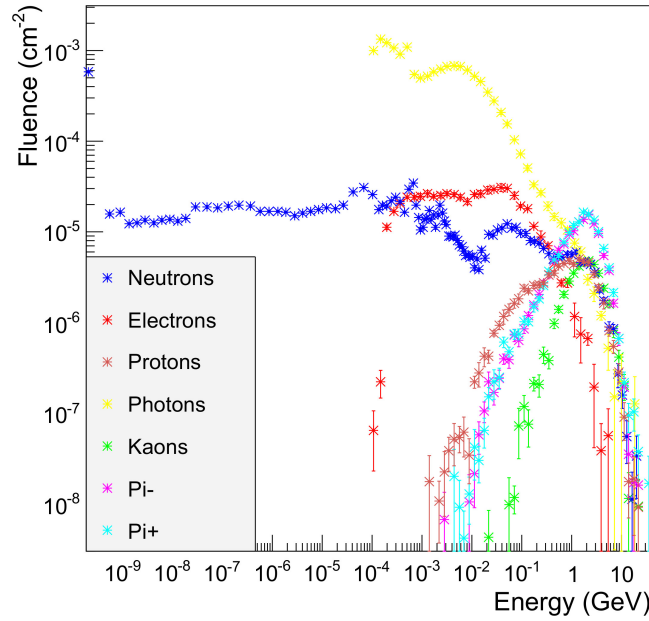 Fluence (cm⁻²)
10⁻³
10⁻⁴
10⁻⁵
10⁻⁶
10⁻⁷
10⁻⁸
Neutrons
Electrons
Protons
Photons
Kaons
Pi-
Pi+
10⁻⁹ 10⁻⁸ 10⁻⁷ 10⁻⁶ 10⁻⁵ 10⁻⁴ 10⁻³ 10⁻² 10⁻¹ 1 10
Energy (GeV)